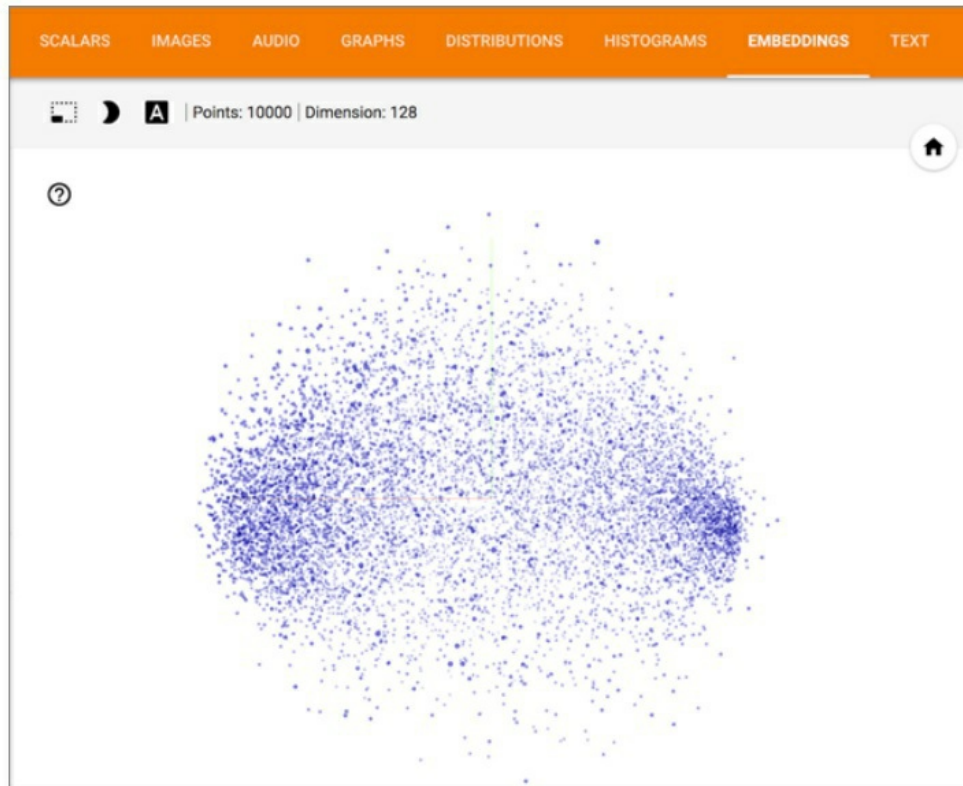 SCALARS IMAGES AUDIO GRAPHS DISTRIBUTIONS HISTOGRAMS EMBEDDINGS TEXT
A | Points: 10000 | Dimension: 128
?